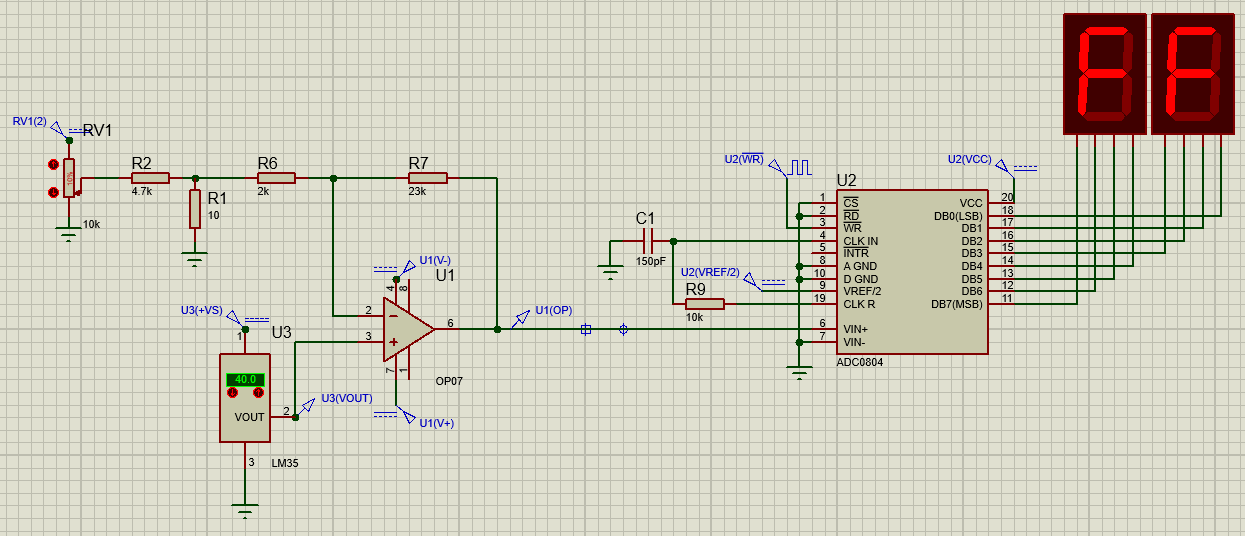 RV1(2)
RV1
10k
R2
4.7k
R1
10
R6
2k
R7
23k
U1(V-)
U1
4
8
2
3
6
7
1
OP07
U1(V+)
U1(OP)
U3(+VS)
U3
1
40.0
VOUT
2
3
LM35
U3(VOUT)
C1
150pF
R9
10k
U2(WR)
U2(VREF/2)
U2(VCC)
U2
1 CS VCC 20
2 RD DB0(LSB) 18
3 WR DB1 17
4 CLK IN DB2 16
5 INTR DB3 15
8 A GND DB4 14
10 D GND DB5 13
9 VREF/2 DB6 12
19 CLK R DB7(MSB) 11
6 VIN+
7 VIN-
ADC0804
FF